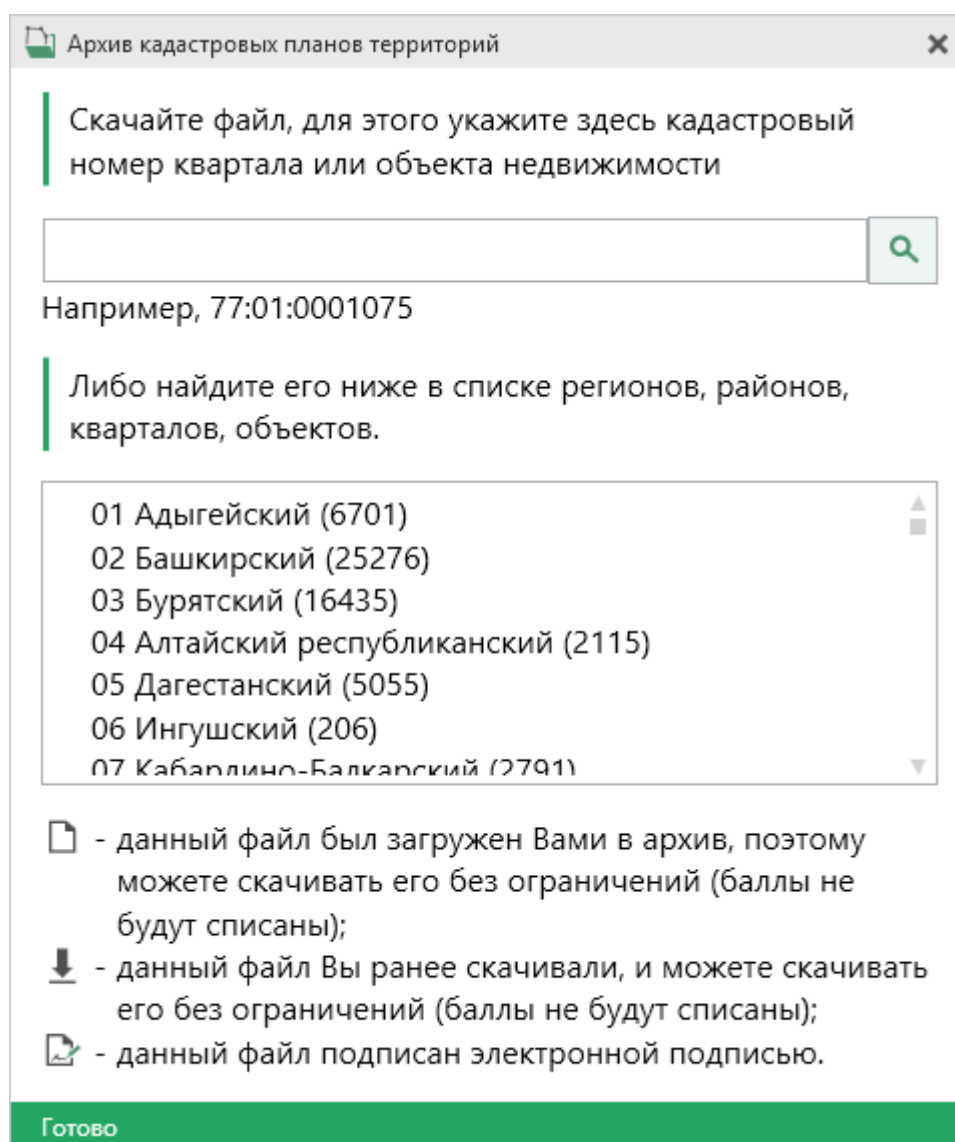 Архив кадастровых планов территорий
Скачайте файл, для этого укажите здесь кадастровый
номер квартала или объекта недвижимости
Например, 77:01:0001075
Либо найдите его ниже в списке регионов, районов,
кварталов, объектов.
01 Адыгейский (6701)
02 Башкирский (25276)
03 Бурятский (16435)
04 Алтайский республиканский (2115)
05 Дагестанский (5055)
06 Ингушский (206)
07 Кабардино-Балкарский (2791)
- данный файл был загружен Вами в архив, поэтому
можете скачивать его без ограничений (баллы не
будут списаны);
- данный файл Вы ранее скачивали, и можете скачивать
его без ограничений (баллы не будут списаны);
- данный файл подписан электронной подписью.
Готово